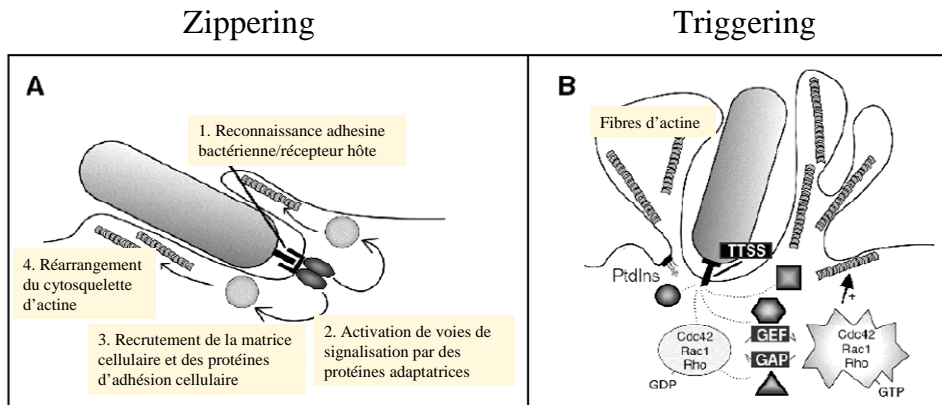 Zippering
Triggering
A
1. Reconnaissance adhesine
bactérienne/récepteur hôte
4. Réarrangement
du cytosquelette
d’actine
3. Recrutement de la matrice
cellulaire et des protéines
d’adhésion cellulaire
2. Activation de voies de
signalisation par des
protéines adaptatrices
B
Fibres d’actine
TTSS
PtdIns
+
GEF
GAP
Cdc42
Rac1
Rho
GDP
Cdc42
Rac1
Rho
GTP